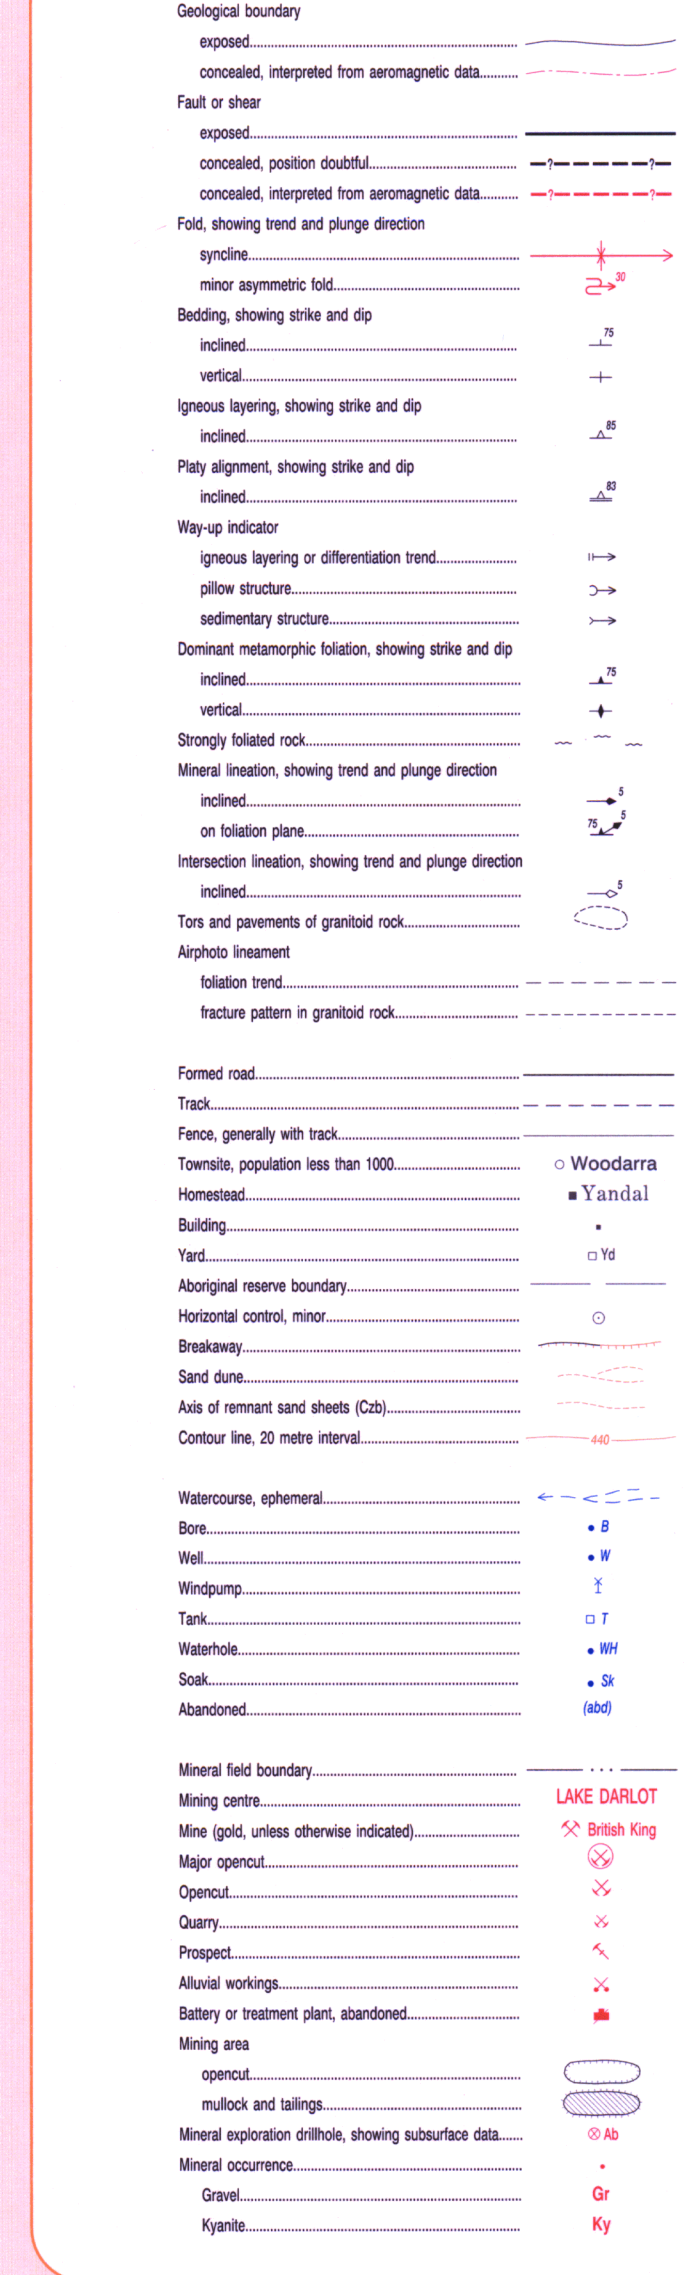 Geological boundary
exposed
concealed, interpreted from aeromagnetic data
Fault or shear
exposed
concealed, position doubtful ? ?
concealed, interpreted from aeromagnetic data ? ?
Fold, showing trend and plunge direction
syncline
minor asymmetric fold 30
Bedding, showing strike and dip
inclined 75
vertical
Igneous layering, showing strike and dip
inclined 85
Platy alignment, showing strike and dip
inclined 83
Way-up indicator
igneous layering or differentiation trend
pillow structure
sedimentary structure
Dominant metamorphic foliation, showing strike and dip
inclined 75
vertical
Strongly foliated rock
Mineral lineation, showing trend and plunge direction
inclined 5
on foliation plane 75 5
Intersection lineation, showing trend and plunge direction
inclined 5
Tors and pavements of granitoid rock
Airphoto lineament
foliation trend
fracture pattern in granitoid rock
Formed road
Track
Fence, generally with track
Townsite, population less than 1000 Woodarra
Homestead Yandal
Building
Yard Yd
Aboriginal reserve boundary
Horizontal control, minor
Breakaway
Sand dune
Axis of remnant sand sheets (Czb)
Contour line, 20 metre interval 440
Watercourse, ephemeral
Bore B
Well W
Windpump
Tank T
Waterhole WH
Soak Sk
Abandoned (abd)
Mineral field boundary
Mining centre LAKE DARLOT
Mine (gold, unless otherwise indicated) British King
Major opencut
Opencut
Quarry
Prospect
Alluvial workings
Battery or treatment plant, abandoned
Mining area
opencut
mullock and tailings
Mineral exploration drillhole, showing subsurface data Ab
Mineral occurrence
Gravel Gr
Kyanite Ky